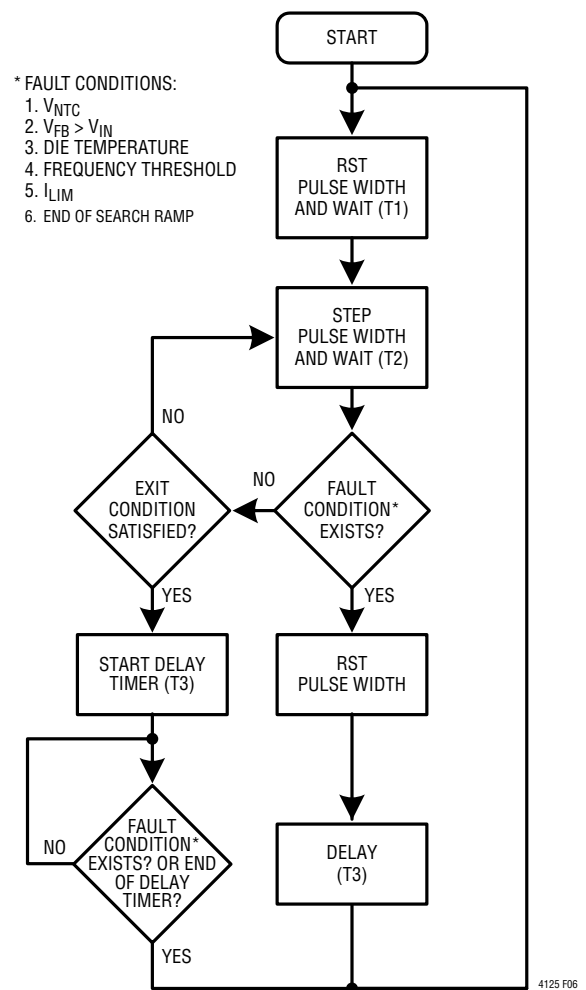 START
* FAULT CONDITIONS:
1. VNTC
2. VFB > VIN
3. DIE TEMPERATURE
4. FREQUENCY THRESHOLD
5. ILIM
6. END OF SEARCH RAMP
RST
PULSE WIDTH
AND WAIT (T1)
STEP
PULSE WIDTH
AND WAIT (T2)
NO
EXIT
CONDITION
SATISFIED?
NO
FAULT
CONDITION*
EXISTS?
YES
YES
START DELAY
TIMER (T3)
RST
PULSE WIDTH
NO
FAULT
CONDITION*
EXISTS? OR END
OF DELAY
TIMER?
DELAY
(T3)
YES
4125 F06